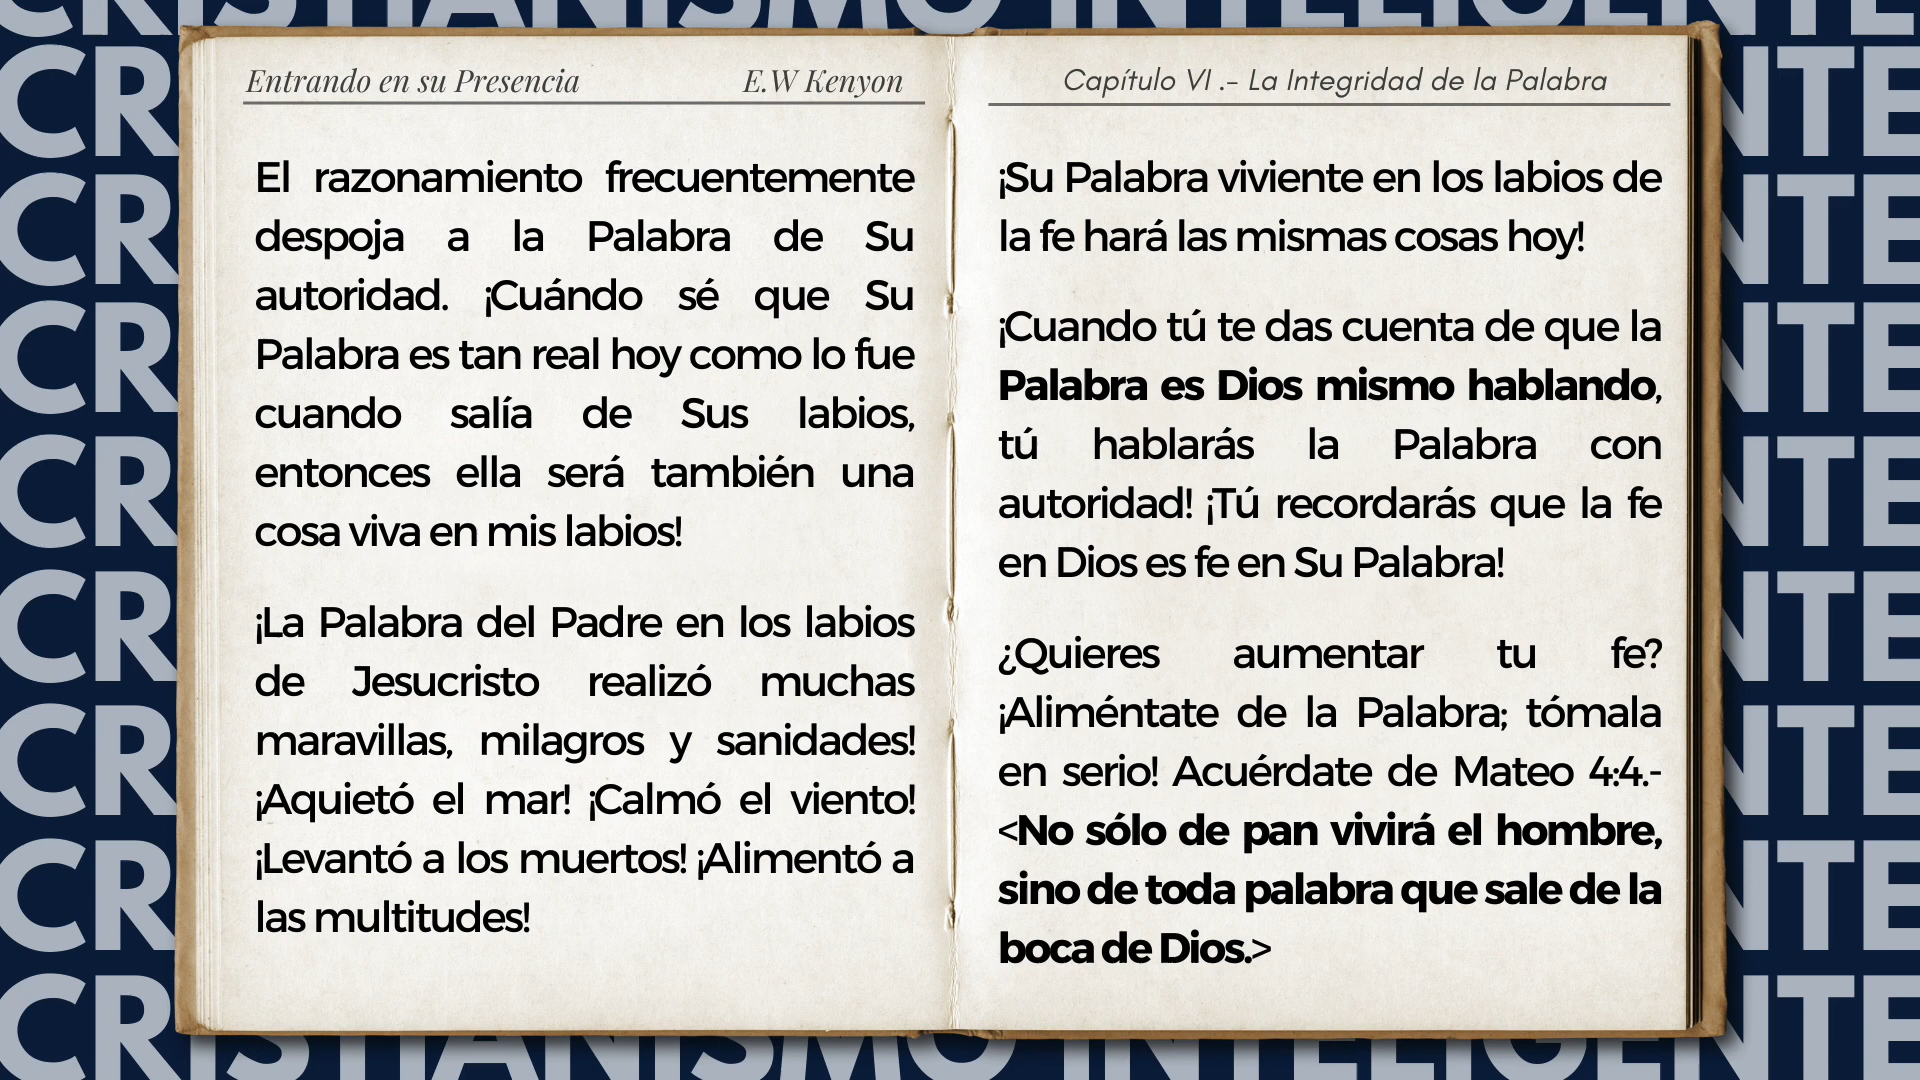 CRISTIANISMO INTELIGENTE
Entrando en su Presencia E.W Kenyon
El razonamiento frecuentemente
despoja a la Palabra de Su
autoridad. ¡Cuándo sé que Su
Palabra es tan real hoy como lo fue
cuando salía de Sus labios,
entonces ella será también una
cosa viva en mis labios!
¡La Palabra del Padre en los labios
de Jesucristo realizó muchas
maravillas, milagros y sanidades!
¡Aquietó el mar! ¡Calmó el viento!
¡Levantó a los muertos! ¡Alimentó a
las multitudes!
Capítulo VI .- La Integridad de la Palabra
¡Su Palabra viviente en los labios de
la fe hará las mismas cosas hoy!
¡Cuando tú te das cuenta de que la
Palabra es Dios mismo hablando,
tú hablarás la Palabra con
autoridad! ¡Tú recordarás que la fe
en Dios es fe en Su Palabra!
¿Quieres aumentar tu fe?
¡Aliméntate de la Palabra; tómala
en serio! Acuérdate de Mateo 4:4.-
<No sólo de pan vivirá el hombre,
sino de toda palabra que sale de la
boca de Dios.>
CRISTIANISMO INTELIGENTE